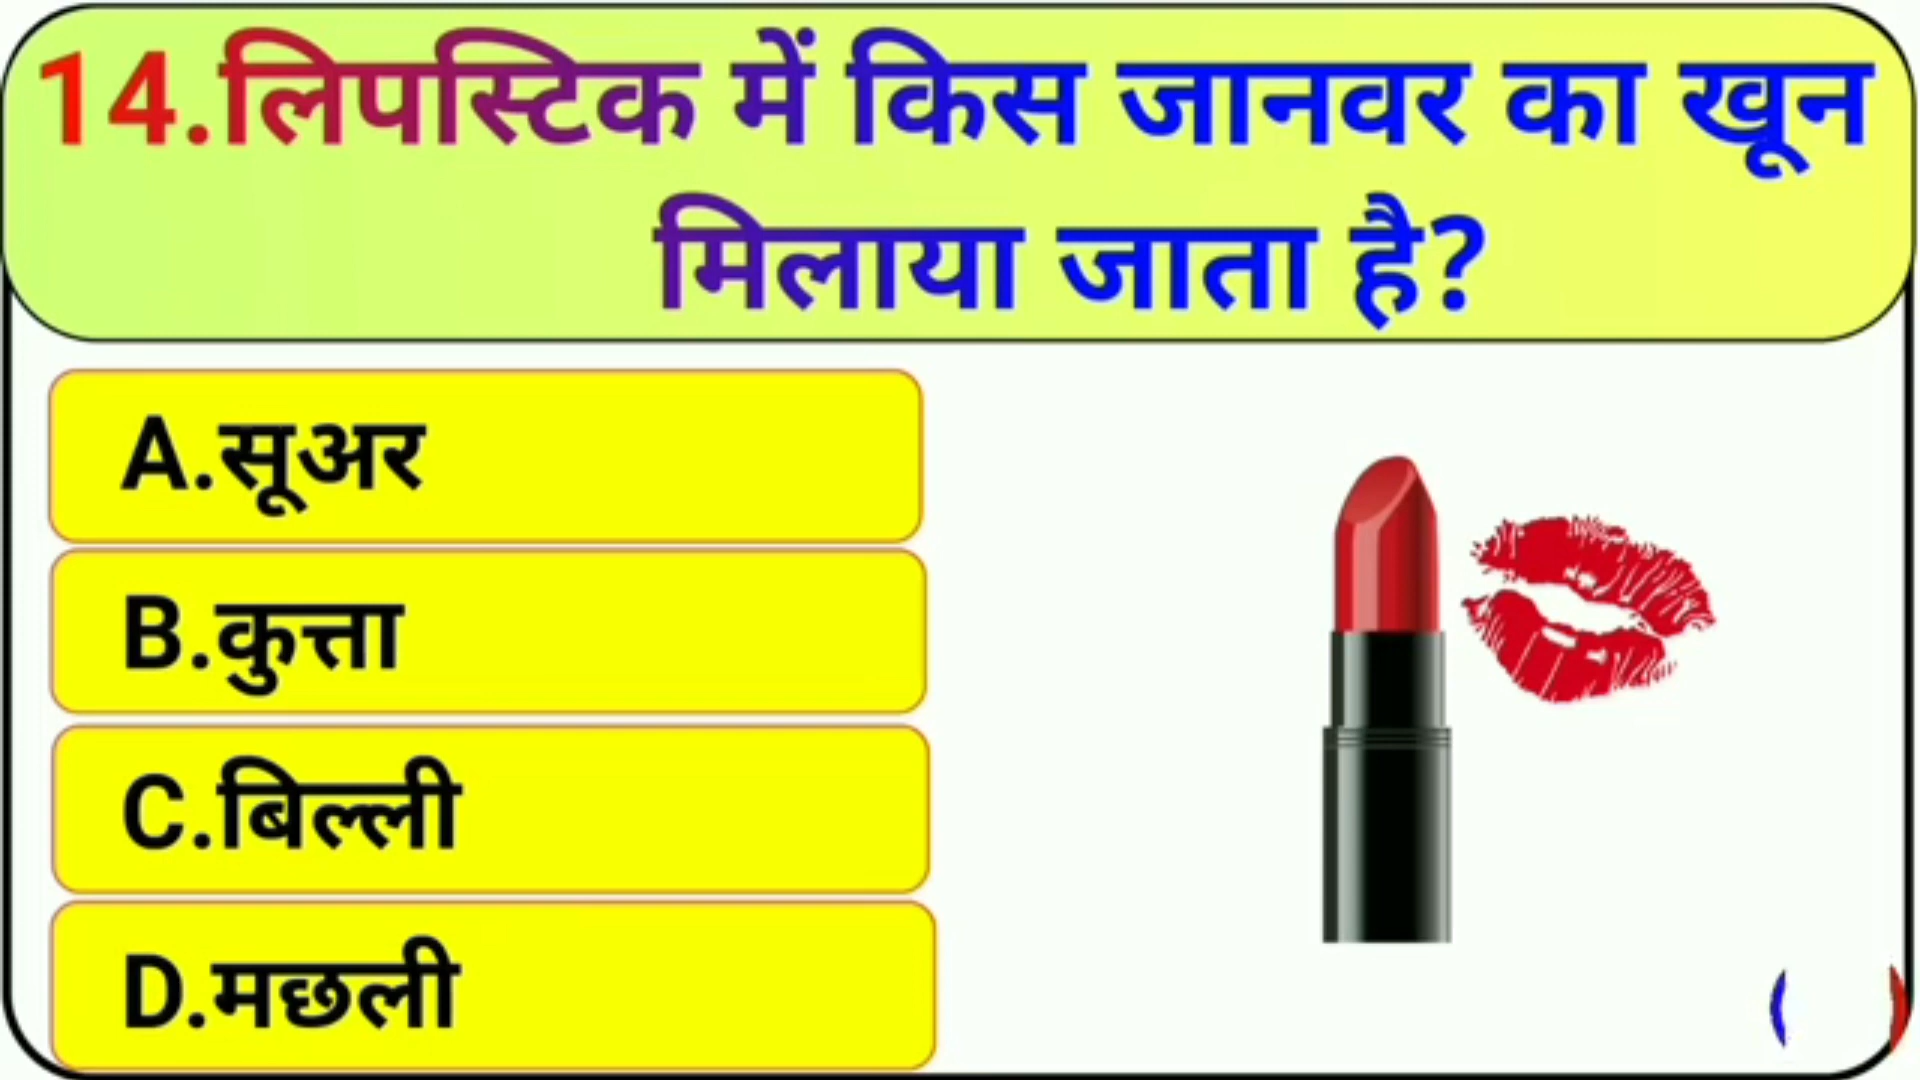 14.लिपस्टिक में किस जानवर का खून
मिलाया जाता है?
A.सूअर
B.कुत्ता
C.बिल्ली
D.मछली